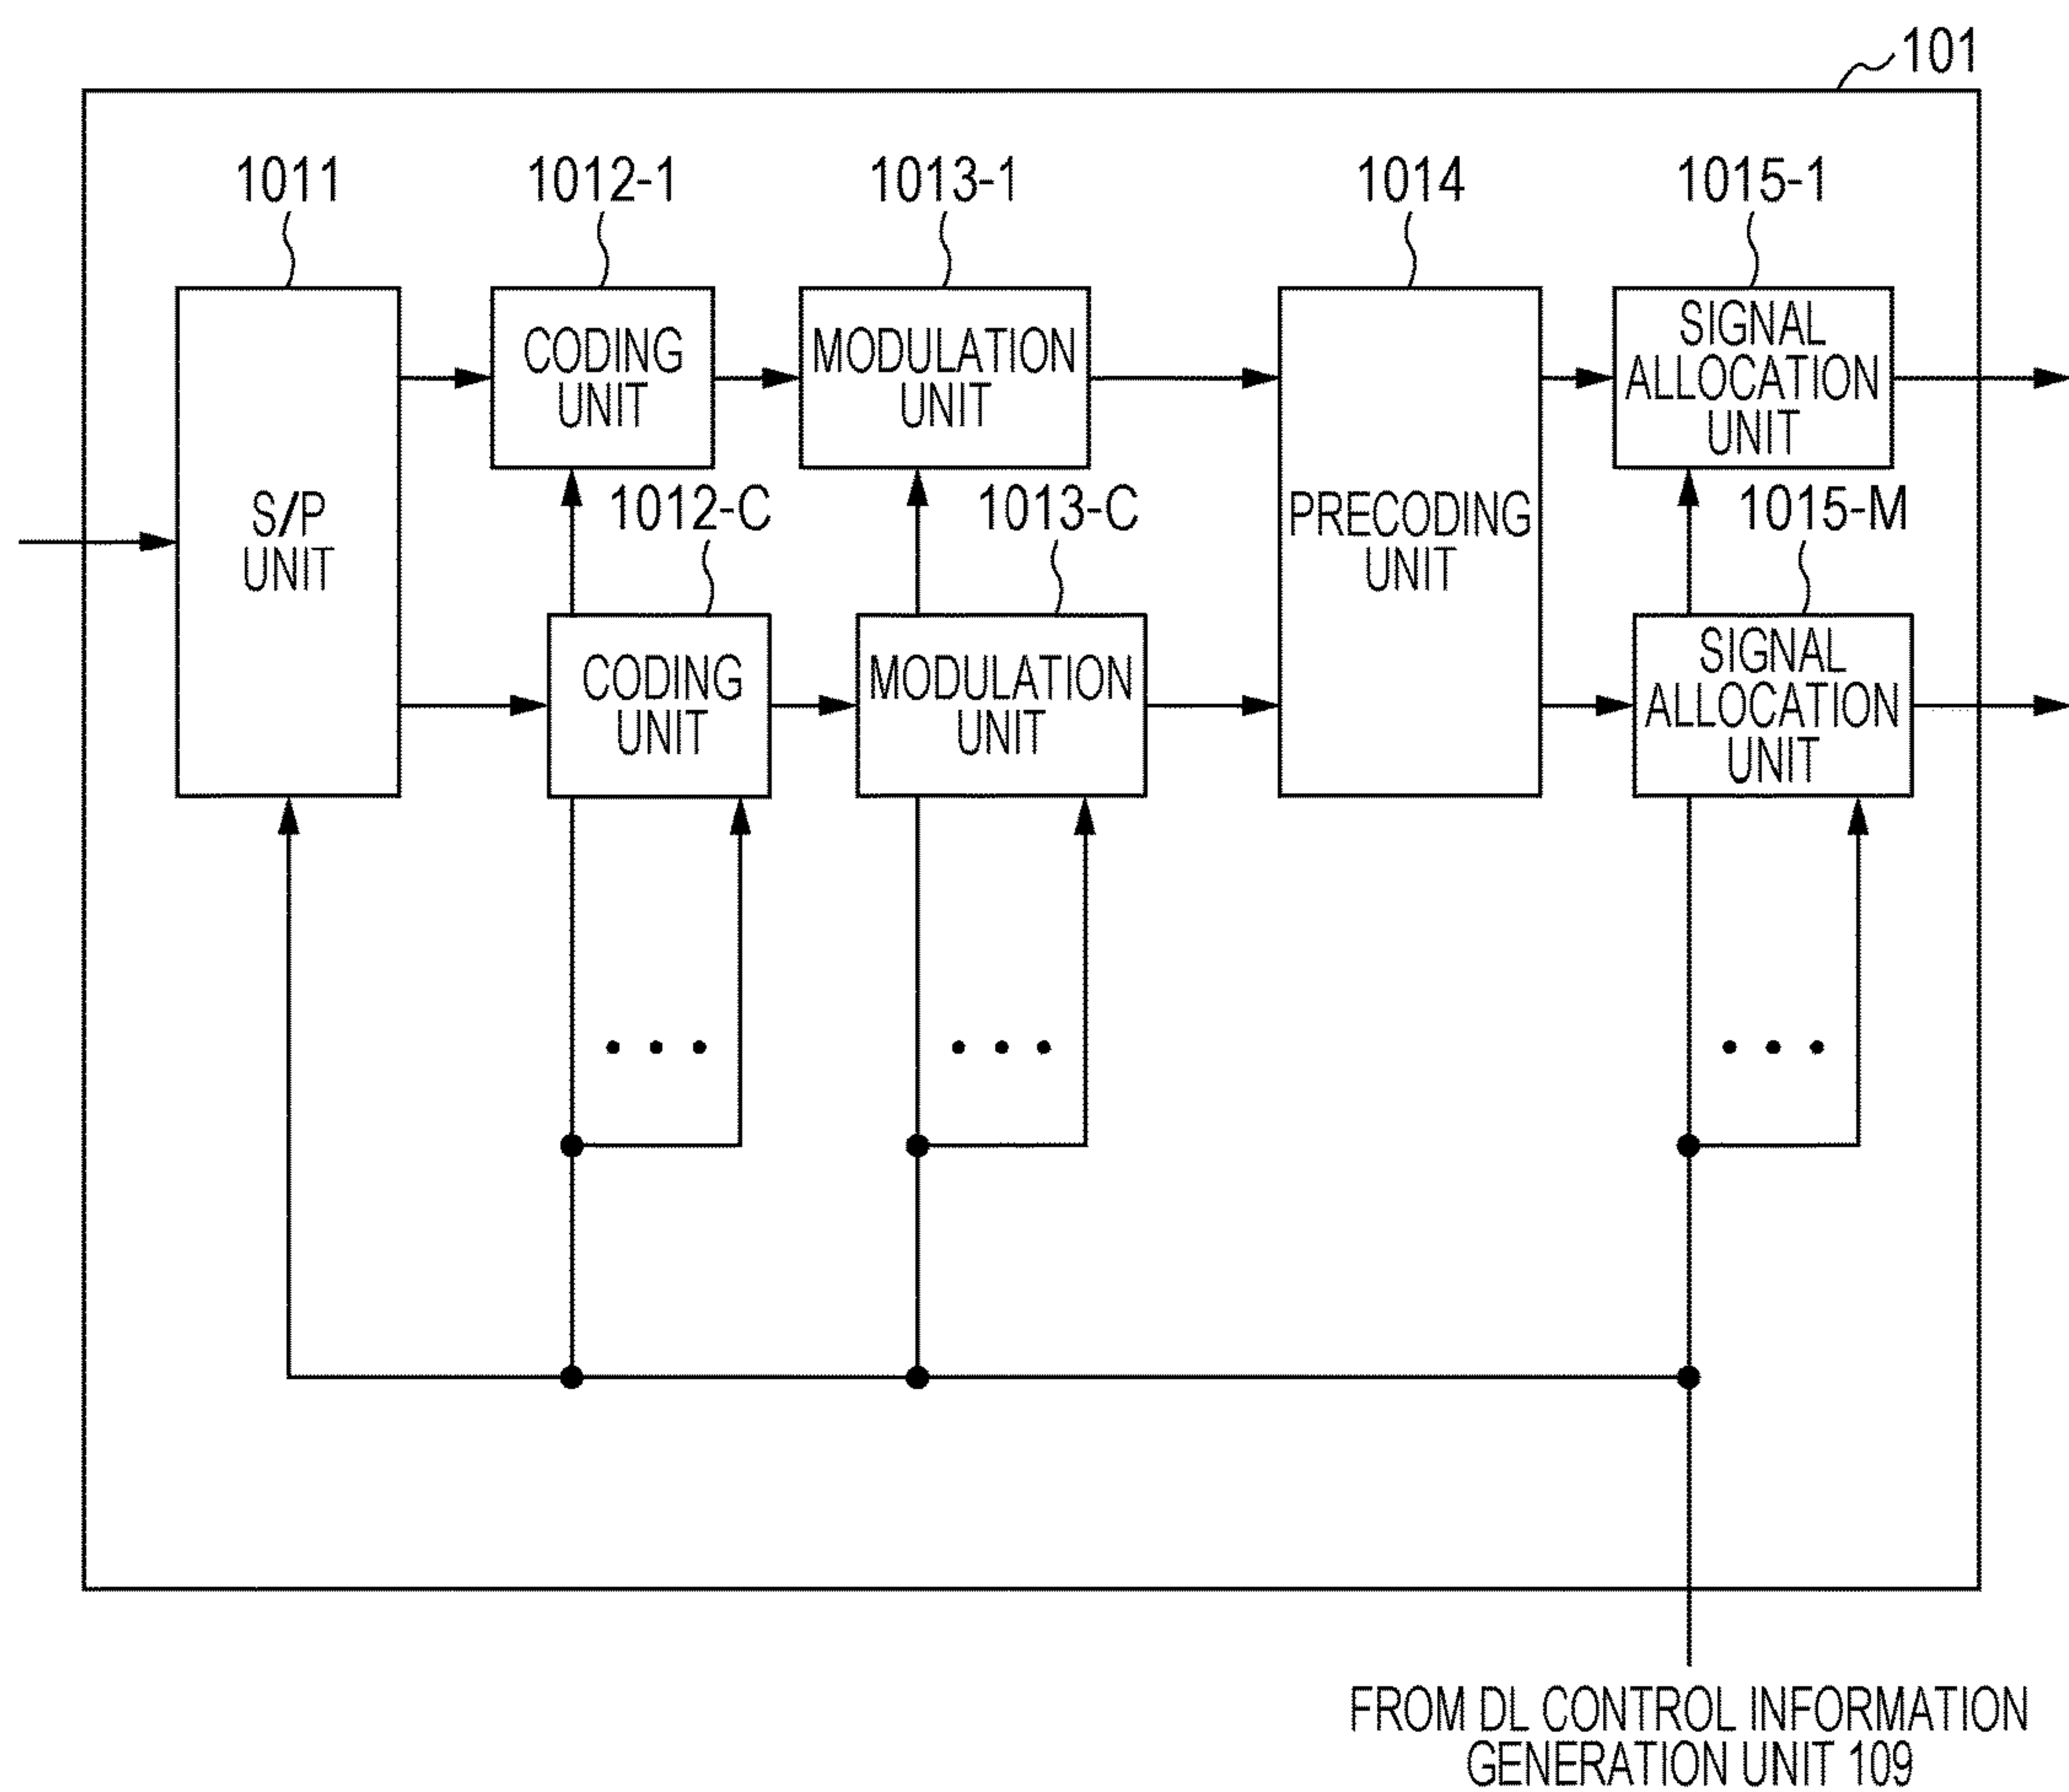 101
1011
1012-1
1013-1
1014
1015-1
S/P
UNIT
CODING
UNIT
MODULATION
UNIT
PRECODING
UNIT
SIGNAL
ALLOCATION
UNIT
1012-C
1013-C
1015-M
CODING
UNIT
MODULATION
UNIT
SIGNAL
ALLOCATION
UNIT
FROM DL CONTROL INFORMATION
GENERATION UNIT 109